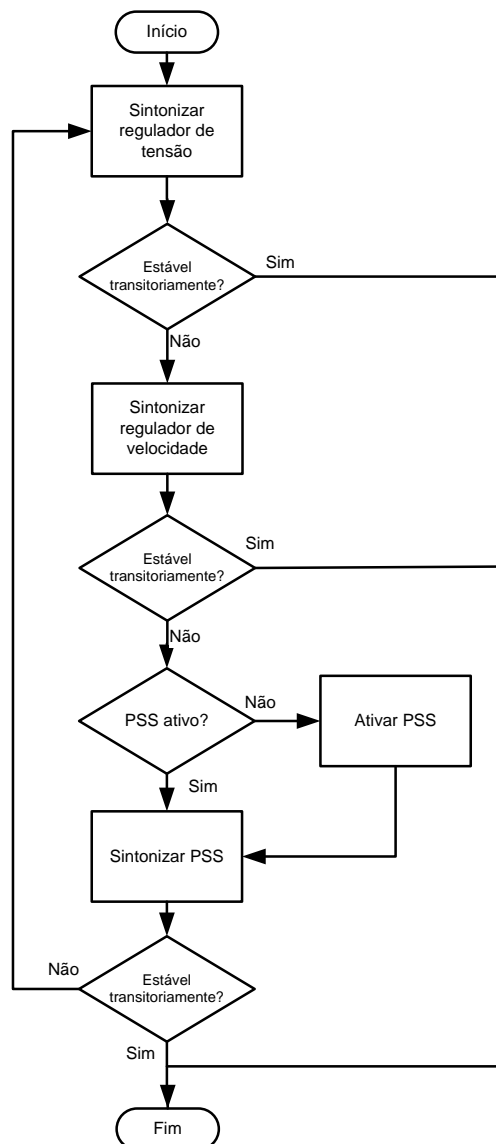 Início
Sintonizar
regulador de
tensão
Estável
transitoriamente?
Sim
Não
Sintonizar
regulador de
velocidade
Estável
transitoriamente?
Sim
Não
PSS ativo?
Não
Ativar PSS
Sim
Sintonizar PSS
Estável
transitoriamente?
Não
Sim
Fim